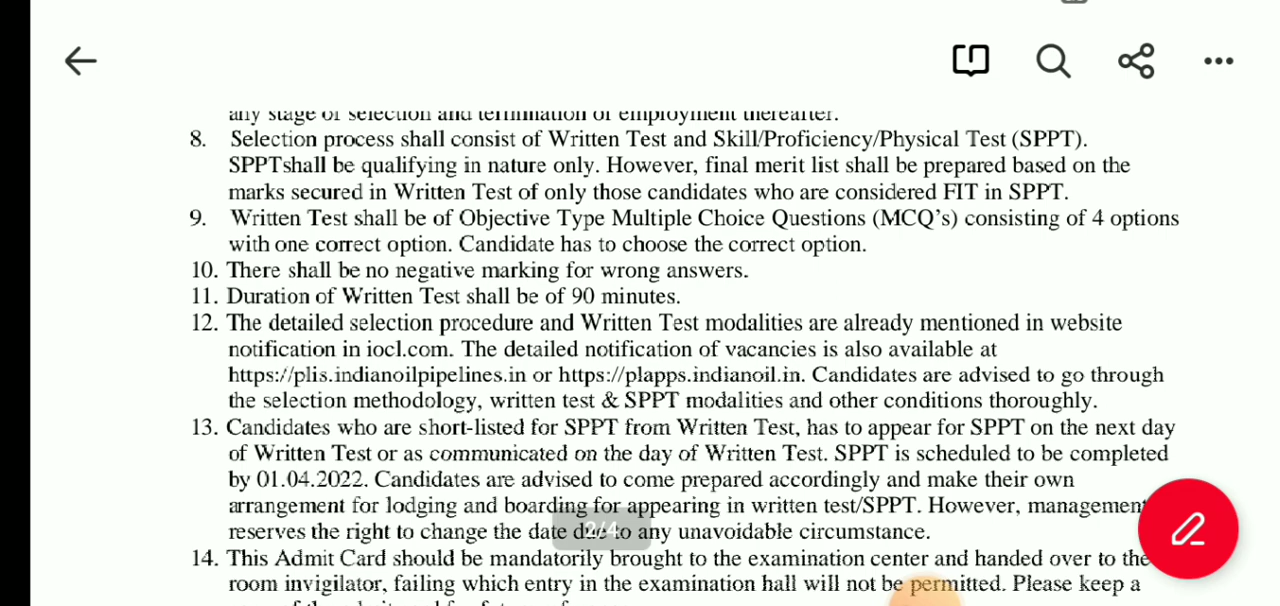 any stage of selection and termination of employment thereafter.
8. Selection process shall consist of Written Test and Skill/Proficiency/Physical Test (SPPT).
SPPTshall be qualifying in nature only. However, final merit list shall be prepared based on the
marks secured in Written Test of only those candidates who are considered FIT in SPPT.
9. Written Test shall be of Objective Type Multiple Choice Questions (MCQ’s) consisting of 4 options
with one correct option. Candidate has to choose the correct option.
10. There shall be no negative marking for wrong answers.
11. Duration of Written Test shall be of 90 minutes.
12. The detailed selection procedure and Written Test modalities are already mentioned in website
notification in iocl.com. The detailed notification of vacancies is also available at
https://plis.indianoilpipelines.in or https://plapps.indianoil.in. Candidates are advised to go through
the selection methodology, written test & SPPT modalities and other conditions thoroughly.
13. Candidates who are short-listed for SPPT from Written Test, has to appear for SPPT on the next day
of Written Test or as communicated on the day of Written Test. SPPT is scheduled to be completed
by 01.04.2022. Candidates are advised to come prepared accordingly and make their own
arrangement for lodging and boarding for appearing in written test/SPPT. However, management
reserves the right to change the date due to any unavoidable circumstance.
2/4
14. This Admit Card should be mandatorily brought to the examination center and handed over to the
room invigilator, failing which entry in the examination hall will not be permitted. Please keep a